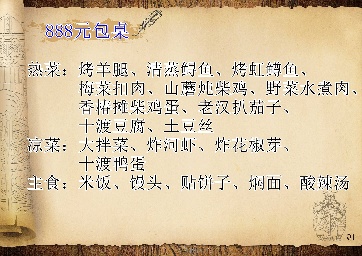 888元包桌
热菜：烤羊腿、清蒸鲟鱼、烤虹鳟鱼、
梅菜扣肉、山蘑炖柴鸡、野菜水煮肉、
香椿摊柴鸡蛋、老汉扒茄子、
十渡豆腐、土豆丝
凉菜：大拌菜、炸河虾、炸花椒芽、
十渡鸭蛋
主食：米饭、馒头、贴饼子、焖面、酸辣汤